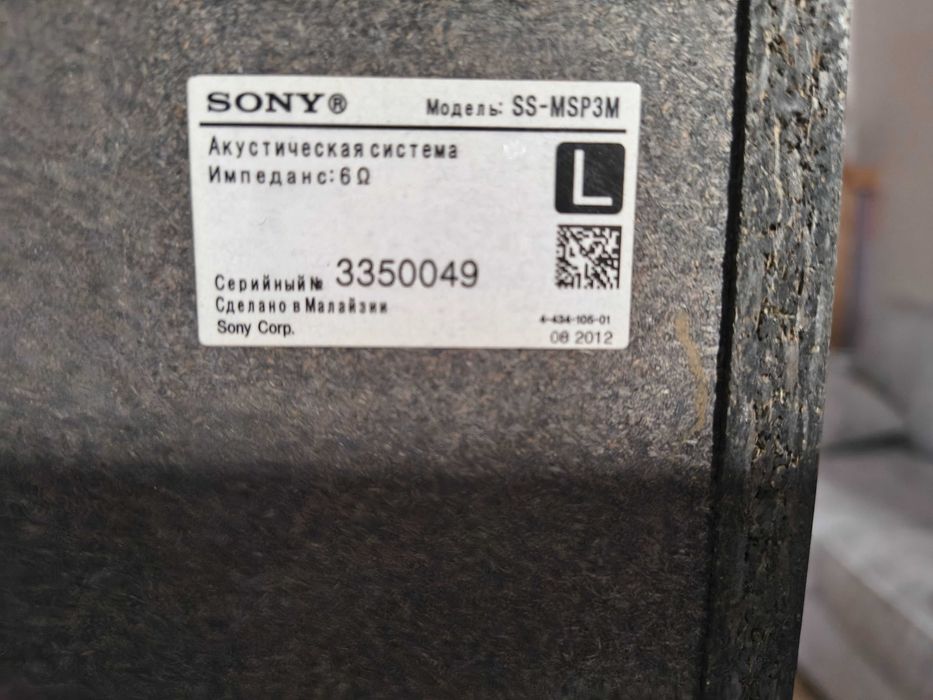 SONY®
Модель: SS-MSP3M
Акустическая система
Импеданс: 6 Ω
L
Серийный № 3350049
Сделано в Малайзии
Sony Corp.
4-434-105-01
08 2012